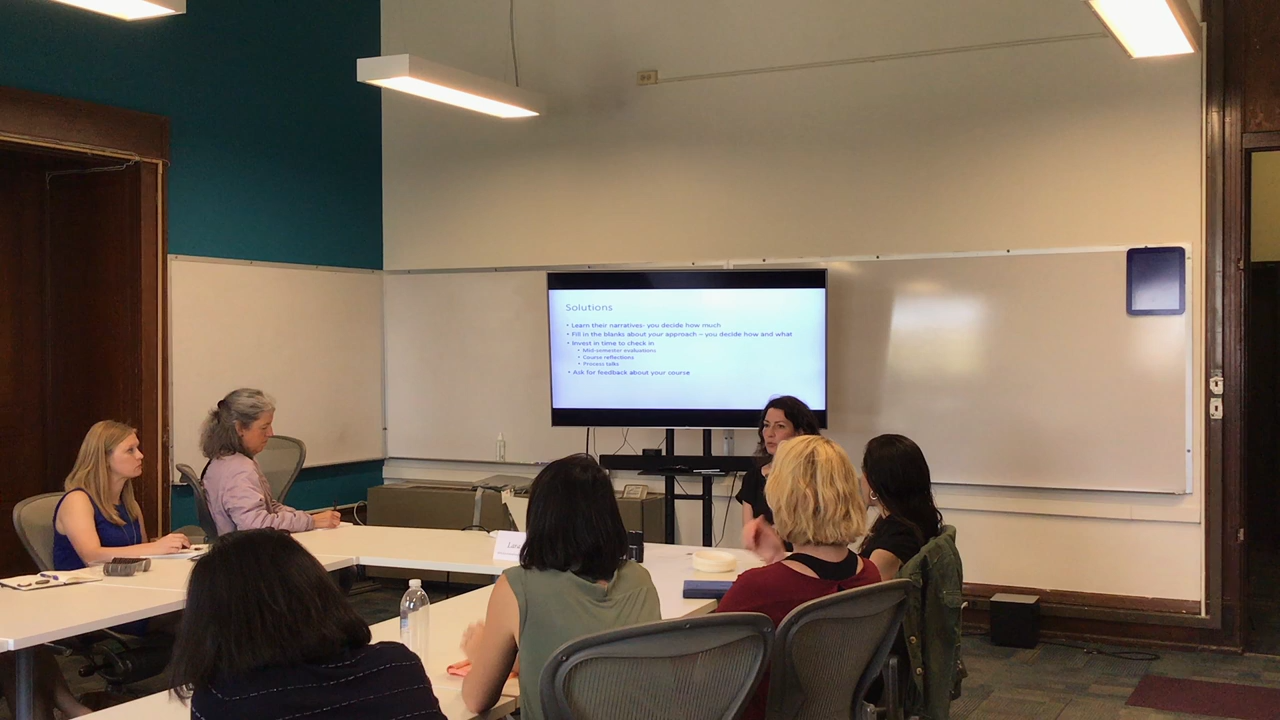 Solutions
• Learn their narratives- you decide how much
• Fill in the blanks about your approach – you decide how and what
• Invest in time to check in
• Mid-semester evaluations
• Course reflections
• Process talks
• Ask for feedback about your course